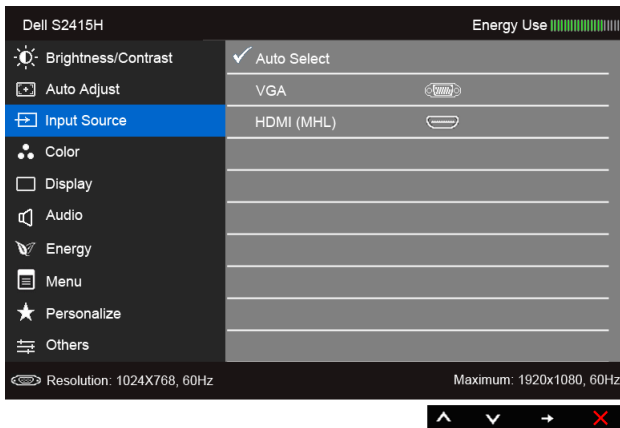 Dell S2415H
Energy Use
Brightness/Contrast
Auto Adjust
Input Source
Color
Display
Audio
Energy
Menu
Personalize
Others
Auto Select
VGA
HDMI (MHL)
Resolution: 1024X768, 60Hz
Maximum: 1920x1080, 60Hz